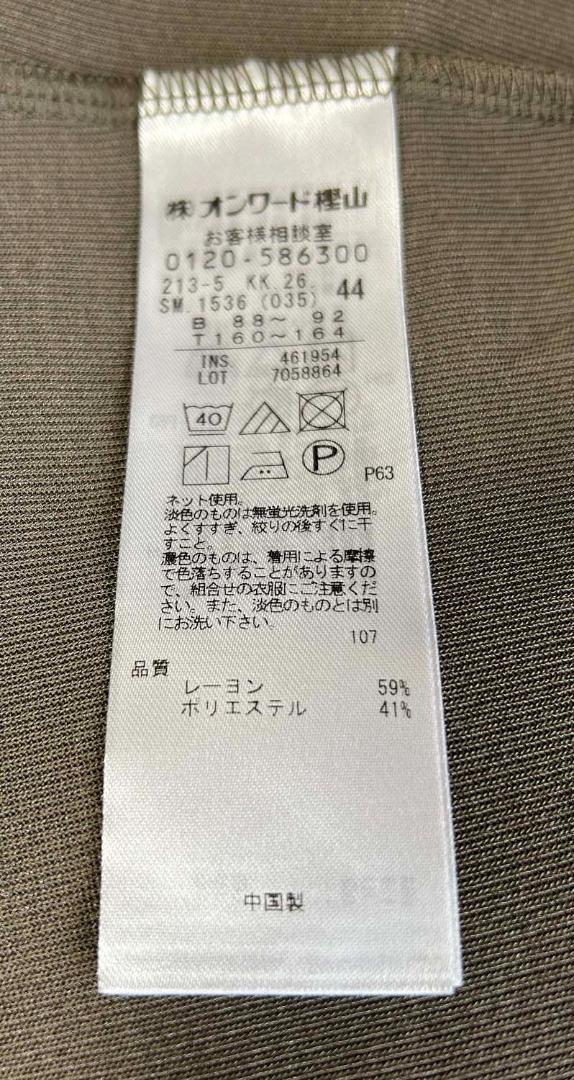 ㈱オンワード樫山
お客様相談室
0120-586300
213-5 KK.26. 44
SM.1536 (035)
B 88～ 92
T160～164
INS. 461954
LOT 7058864
40
P
P63
ネット使用。
淡色のものは無蛍光洗剤を使用。
よくすすぎ、絞りの後すぐに干
すこと。
濃色のものは、着用による摩擦
で色落ちすることがありますの
で、組合せの衣服にご注意くだ
さい。また、淡色のものとは別
にお洗い下さい。
107
品質
レーヨン 59%
ポリエステル 41%
中国製